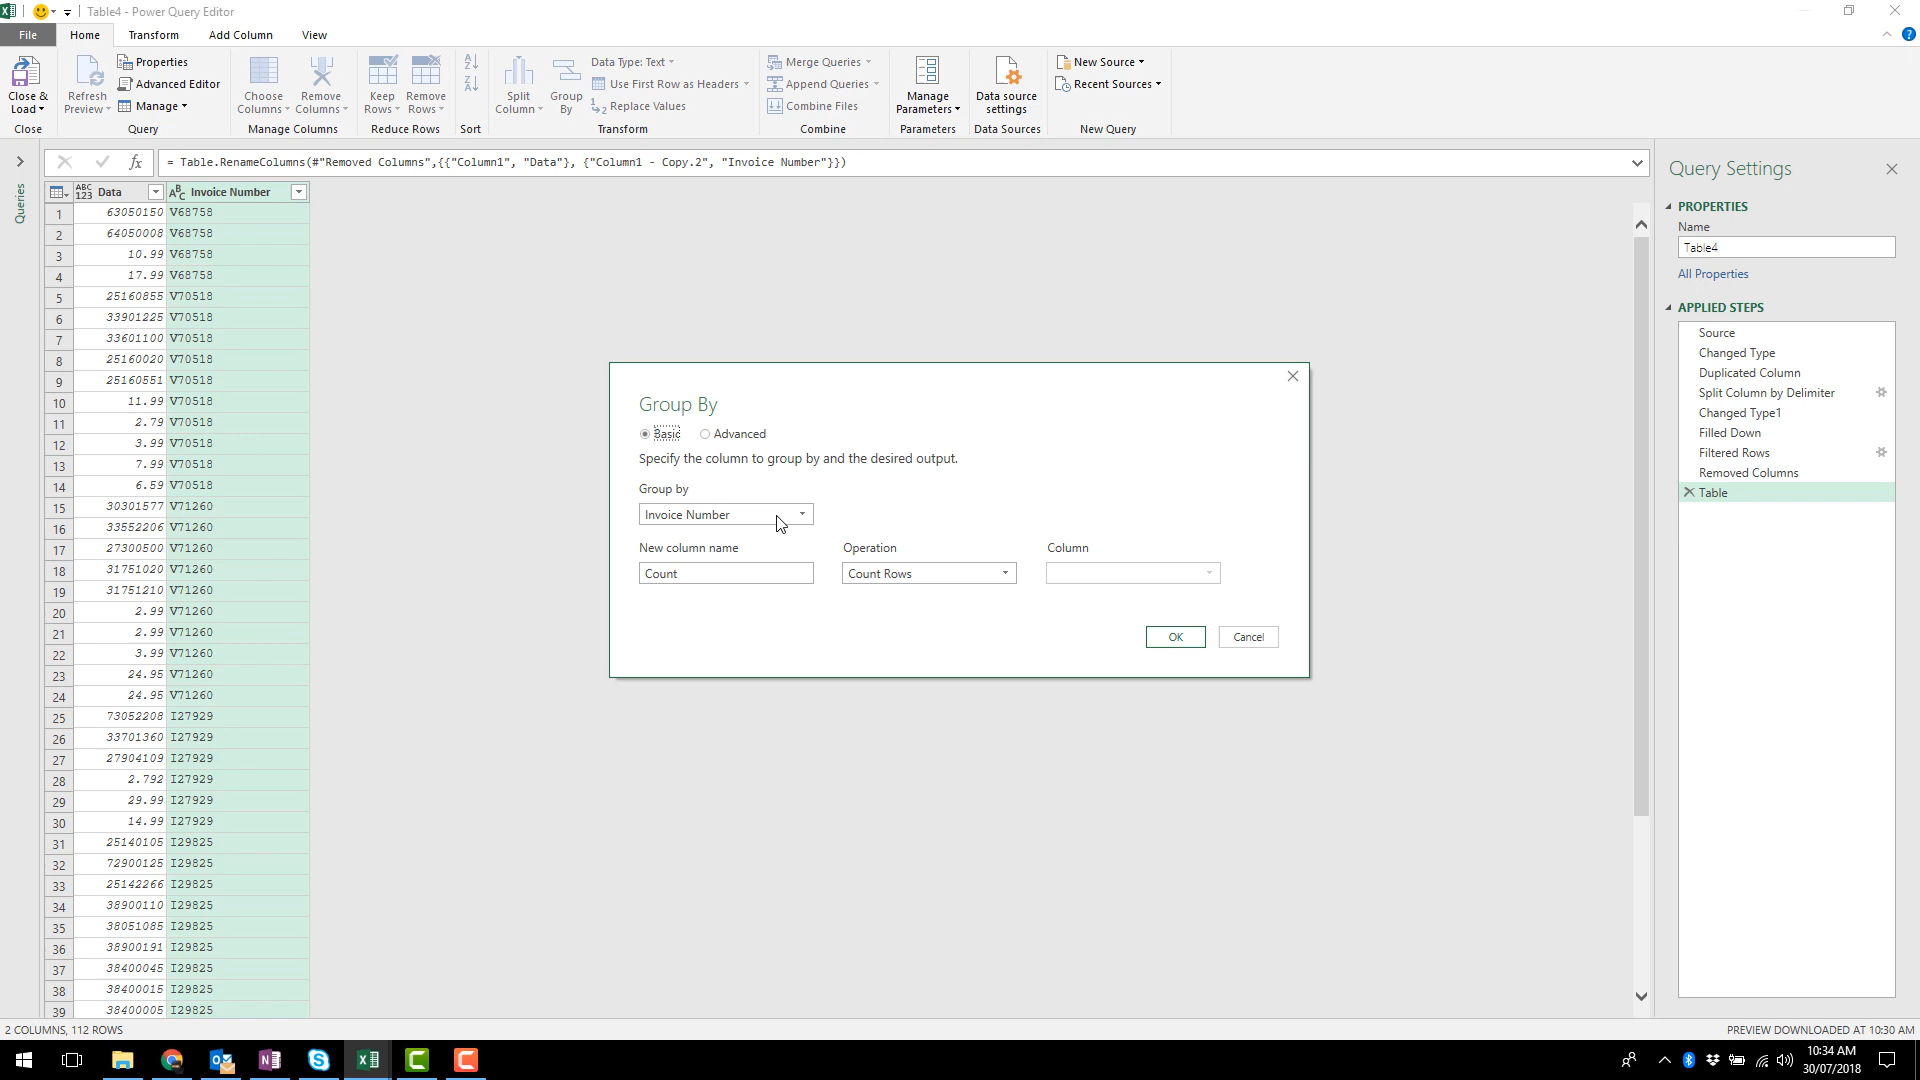 Table4 - Power Query Editor
File Home Transform Add Column View
Close & Load
Close
Refresh Preview
Properties
Advanced Editor
Manage
Query
Choose Columns
Remove Columns
Manage Columns
Keep Rows
Remove Rows
Reduce Rows
Sort
Split Column
Group By
Data Type: Text
Use First Row as Headers
Replace Values
Transform
Merge Queries
Append Queries
Combine Files
Combine
Manage Parameters
Parameters
Data source settings
Data Sources
New Source
Recent Sources
New Query
fx = Table.RenameColumns(#"Removed Columns",{{"Column1", "Data"}, {"Column1 - Copy.2", "Invoice Number"}})
Queries
ABC 123 Data ABC Invoice Number
1 63050150 V68758
2 64050008 V68758
3 10.99 V68758
4 17.99 V68758
5 25160855 V70518
6 33901225 V70518
7 33601100 V70518
8 25160020 V70518
9 25160551 V70518
10 11.99 V70518
11 2.79 V70518
12 3.99 V70518
13 7.99 V70518
14 6.59 V70518
15 30301577 V71260
16 33552206 V71260
17 27300500 V71260
18 31751020 V71260
19 31751210 V71260
20 2.99 V71260
21 2.99 V71260
22 3.99 V71260
23 24.95 V71260
24 24.95 V71260
25 73052208 I27929
26 33701360 I27929
27 27904109 I27929
28 2.792 I27929
29 29.99 I27929
30 14.99 I27929
31 25140105 I29825
32 72900125 I29825
33 25142266 I29825
34 38900110 I29825
35 38051085 I29825
36 38900191 I29825
37 38400045 I29825
38 38400015 I29825
39 38400005 I29825
Group By
Basic Advanced
Specify the column to group by and the desired output.
Group by
Invoice Number
New column name Operation Column
Count Count Rows
OK Cancel
Query Settings
PROPERTIES
Name
Table4
All Properties
APPLIED STEPS
Source
Changed Type
Duplicated Column
Split Column by Delimiter
Changed Type1
Filled Down
Filtered Rows
Removed Columns
Table
2 COLUMNS, 112 ROWS
PREVIEW DOWNLOADED AT 10:30 AM
10:34 AM
30/07/2018